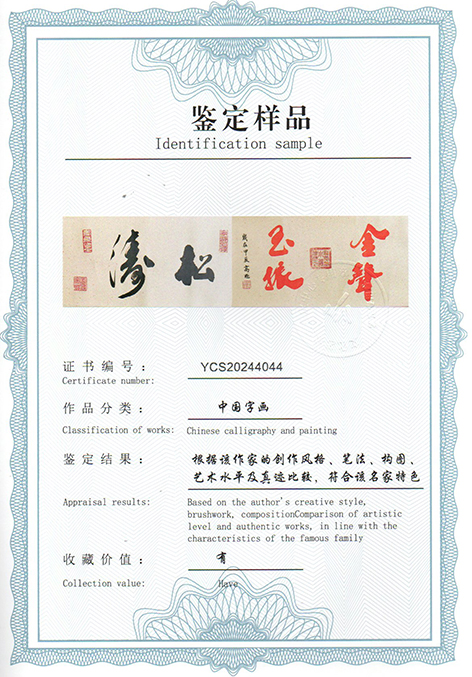 鉴定样品
Identification sample
金聲
玉振
松濤
证书编号：
YCS20244044
Certificate number:
作品分类：
中国字画
Classification of works:
Chinese calligraphy and painting
鉴定结果：
根据该作家的创作风格、笔法、构图、
艺术水平及真迹比较，符合该名家特色
Appraisal results:
Based on the author's creative style,
brushwork, compositionComparison of artistic
level and authentic works, in line with the
characteristics of the famous family
收藏价值：
有
Collection value:
Have